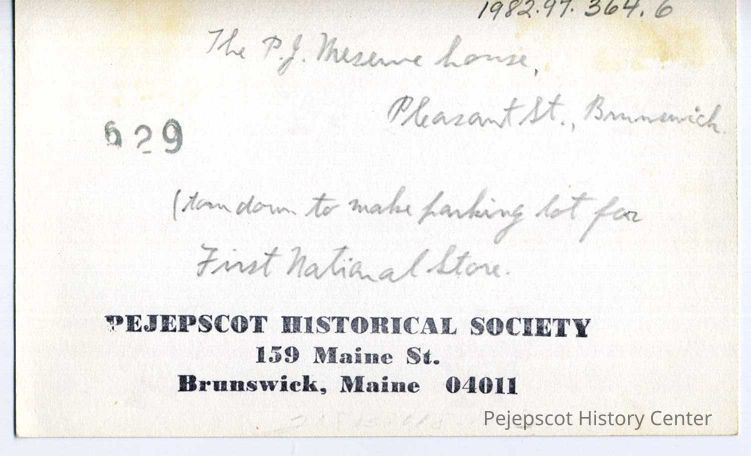 1982.97.364.6
The P.J. Meserve house,
Pleasant St., Brunswick
629
(torn down to make parking lot for
First National Store.
PEJEPSCOT HISTORICAL SOCIETY
159 Maine St.
Brunswick, Maine 04011
Pejepscot History Center